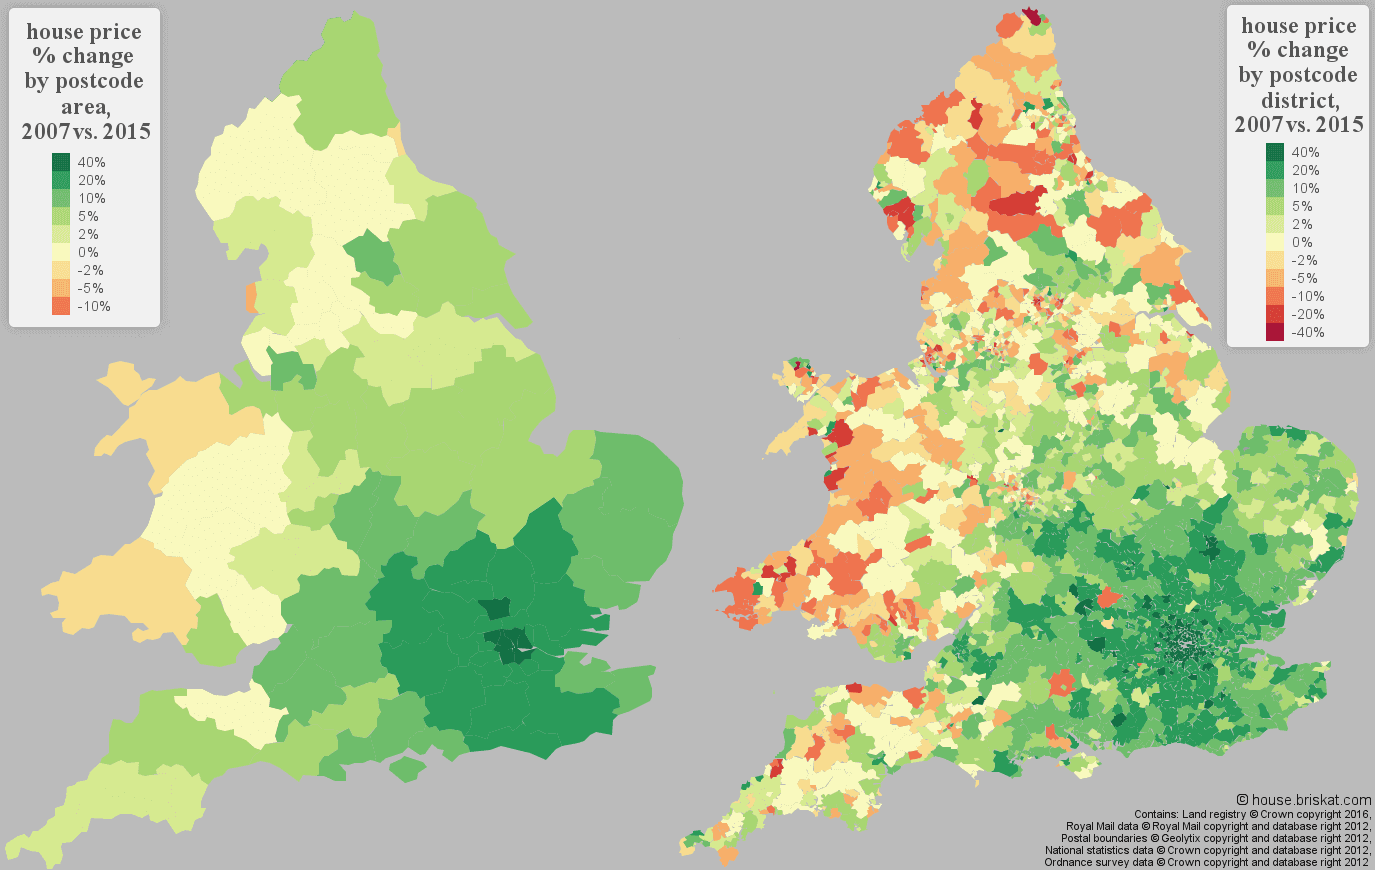 house price
% change
by postcode
area,
2007 vs. 2015
40%
20%
10%
5%
2%
0%
-2%
-5%
-10%
house price
% change
by postcode
district,
2007 vs. 2015
40%
20%
10%
5%
2%
0%
-2%
-5%
-10%
-20%
-40%
© house.briskat.com
Contains: Land registry © Crown copyright 2016,
Royal Mail data © Royal Mail copyright and database right 2012,
Postal boundaries © Geolytix copyright and database right 2012,
National statistics data © Crown copyright and database right 2012,
Ordnance survey data © Crown copyright and database right 2012